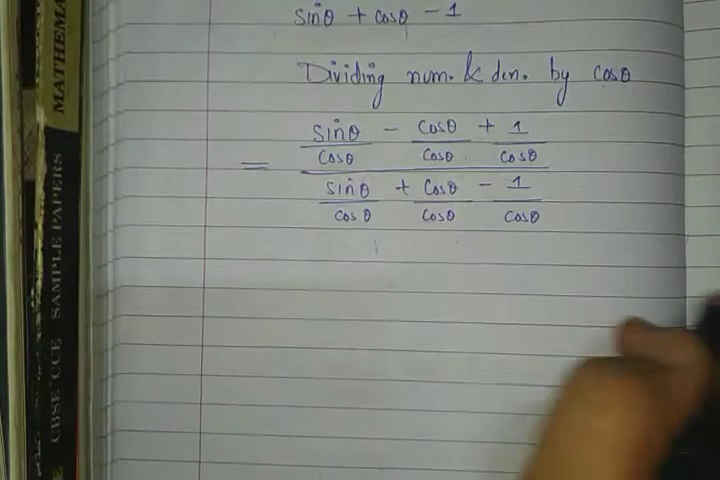 sinθ + cosθ - 1
Dividing num. & den. by cosθ
sinθ/cosθ - cosθ/cosθ + 1/cosθ
=
sinθ/cosθ + cosθ/cosθ - 1/cosθ
MATHEMA
CBSE CCE SAMPLE PAPERS